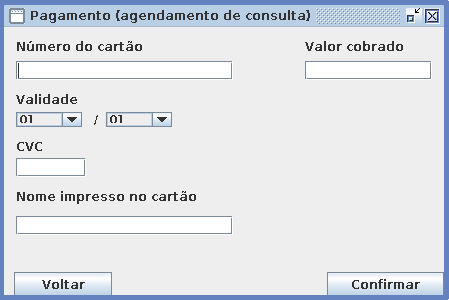 Pagamento (agendamento de consulta)
Número do cartão
Valor cobrado
Validade
01 / 01
CVC
Nome impresso no cartão
Voltar
Confirmar